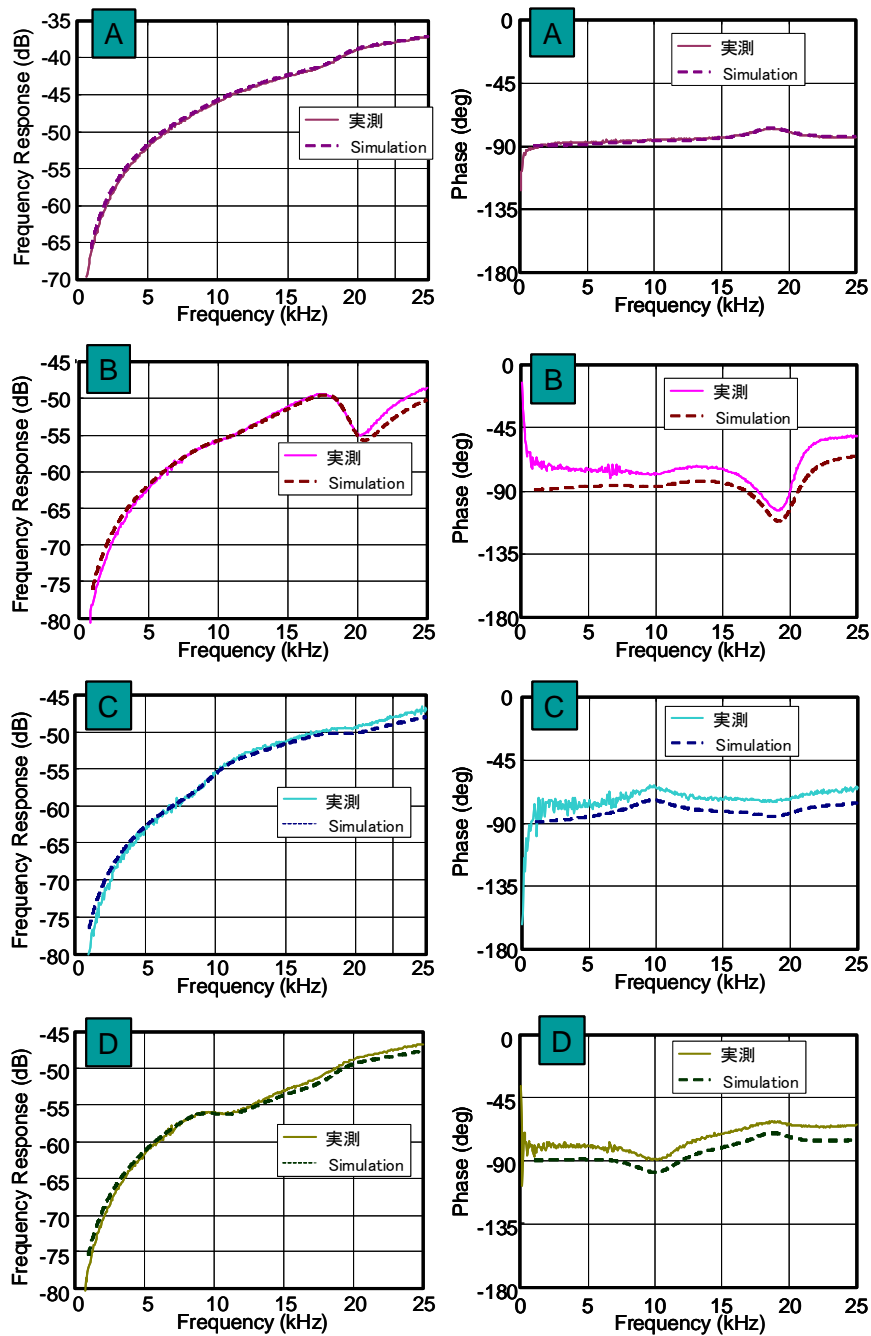 A
Frequency Response (dB)
-35
-40
-45
-50
-55
-60
-65
-70
0 5 10 15 20 25
Frequency (kHz)
実測
Simulation
A
Phase (deg)
0
-45
-90
-135
-180
0 5 10 15 20 25
Frequency (kHz)
実測
Simulation
B
Frequency Response (dB)
-45
-50
-55
-60
-65
-70
-75
-80
0 5 10 15 20 25
Frequency (kHz)
実測
Simulation
B
Phase (deg)
0
-45
-90
-135
-180
0 5 10 15 20 25
Frequency (kHz)
実測
Simulation
C
Frequency Response (dB)
-45
-50
-55
-60
-65
-70
-75
-80
0 5 10 15 20 25
Frequency (kHz)
実測
Simulation
C
Phase (deg)
0
-45
-90
-135
-180
0 5 10 15 20 25
Frequency (kHz)
実測
Simulation
D
Frequency Response (dB)
-45
-50
-55
-60
-65
-70
-75
-80
0 5 10 15 20 25
Frequency (kHz)
実測
Simulation
D
Phase (deg)
0
-45
-90
-135
-180
0 5 10 15 20 25
Frequency (kHz)
実測
Simulation